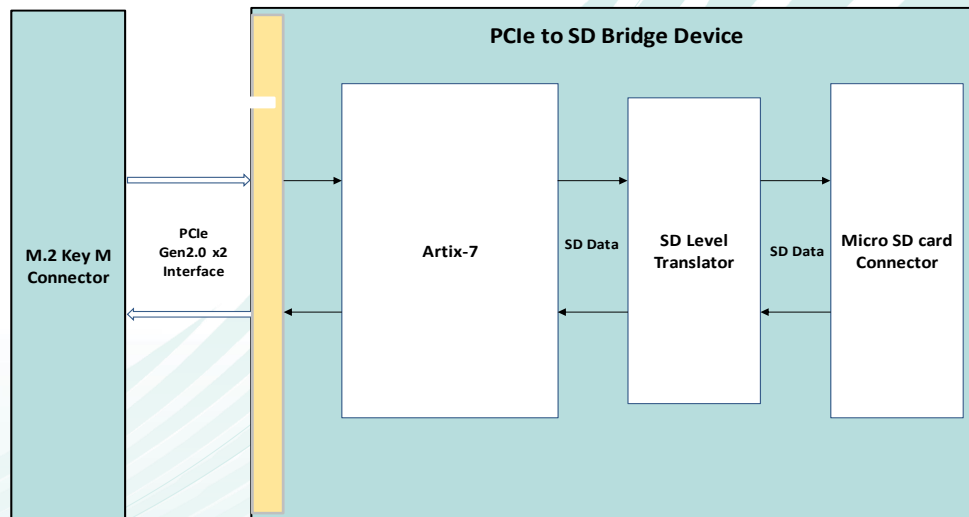 PCIe to SD Bridge Device
M.2 Key M
Connector
PCIe
Gen2.0 x2
Interface
Artix-7
SD Data
SD Level
Translator
SD Data
Micro SD card
Connector